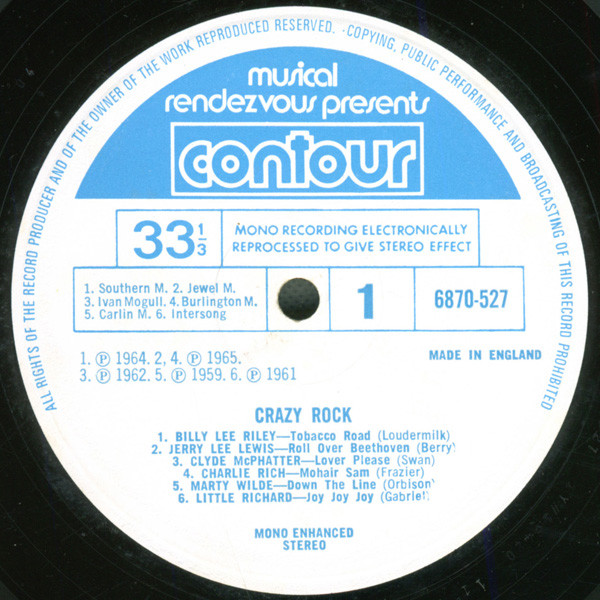 ALL RIGHTS OF THE RECORD PRODUCER AND OF THE OWNER OF THE WORK REPRODUCED RESERVED. -COPYING, PUBLIC PERFORMANCE AND BROADCASTING OF THIS RECORD PROHIBITED
musical
rendezvous presents
contour
33 1/3
MONO RECORDING ELECTRONICALLY
REPROCESSED TO GIVE STEREO EFFECT
1. Southern M. 2. Jewel M.
3. Ivan Mogull. 4. Burlington M.
5. Carlin M. 6. Intersong
1
6870-527
1. ℗ 1964. 2, 4. ℗ 1965.
3. ℗ 1962. 5. ℗ 1959. 6. ℗ 1961
MADE IN ENGLAND
CRAZY ROCK
1. BILLY LEE RILEY—Tobacco Road (Loudermilk)
2. JERRY LEE LEWIS—Roll Over Beethoven (Berry)
3. CLYDE McPHATTER—Lover Please (Swan)
4. CHARLIE RICH—Mohair Sam (Frazier)
5. MARTY WILDE—Down The Line (Orbison)
6. LITTLE RICHARD—Joy Joy Joy (Gabriel)
MONO ENHANCED
STEREO